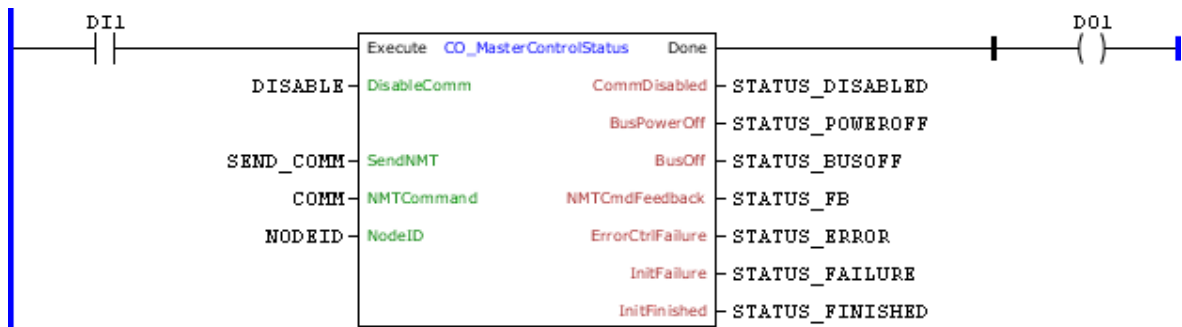 DI1 DO1
Execute CO_MasterControlStatus Done
DISABLE DisableComm CommDisabled STATUS_DISABLED
BusPowerOff STATUS_POWEROFF
SEND_COMM SendNMT BusOff STATUS_BUSOFF
COMM NMTCommand NMTCmdFeedback STATUS_FB
NODEID NodeID ErrorCtrlFailure STATUS_ERROR
InitFailure STATUS_FAILURE
InitFinished STATUS_FINISHED